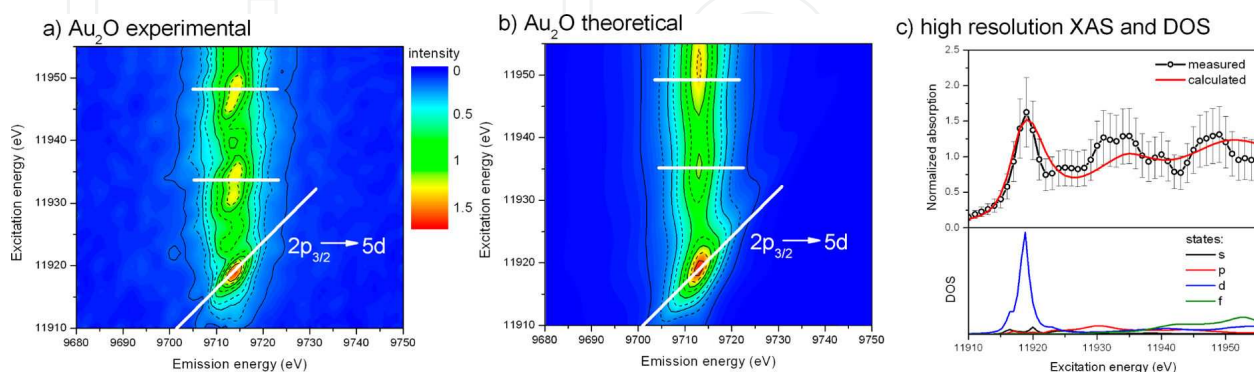 a) Au₂O experimental
11950
11940
11930
11920
11910
Excitation energy (eV)
2p₃/₂ → 5d
9680 9690 9700 9710 9720 9730 9740 9750
Emission energy (eV)
intensity
0
0.5
1
1.5
b) Au₂O theoretical
11950
11940
11930
11920
11910
Excitation energy (eV)
2p₃/₂ → 5d
9680 9690 9700 9710 9720 9730 9740 9750
Emission energy (eV)
c) high resolution XAS and DOS
2.5
2.0
1.5
1.0
0.5
0.0
Normalized absorption
measured
calculated
DOS
states:
s
p
d
f
11910 11920 11930 11940 11950
Excitation energy (eV)